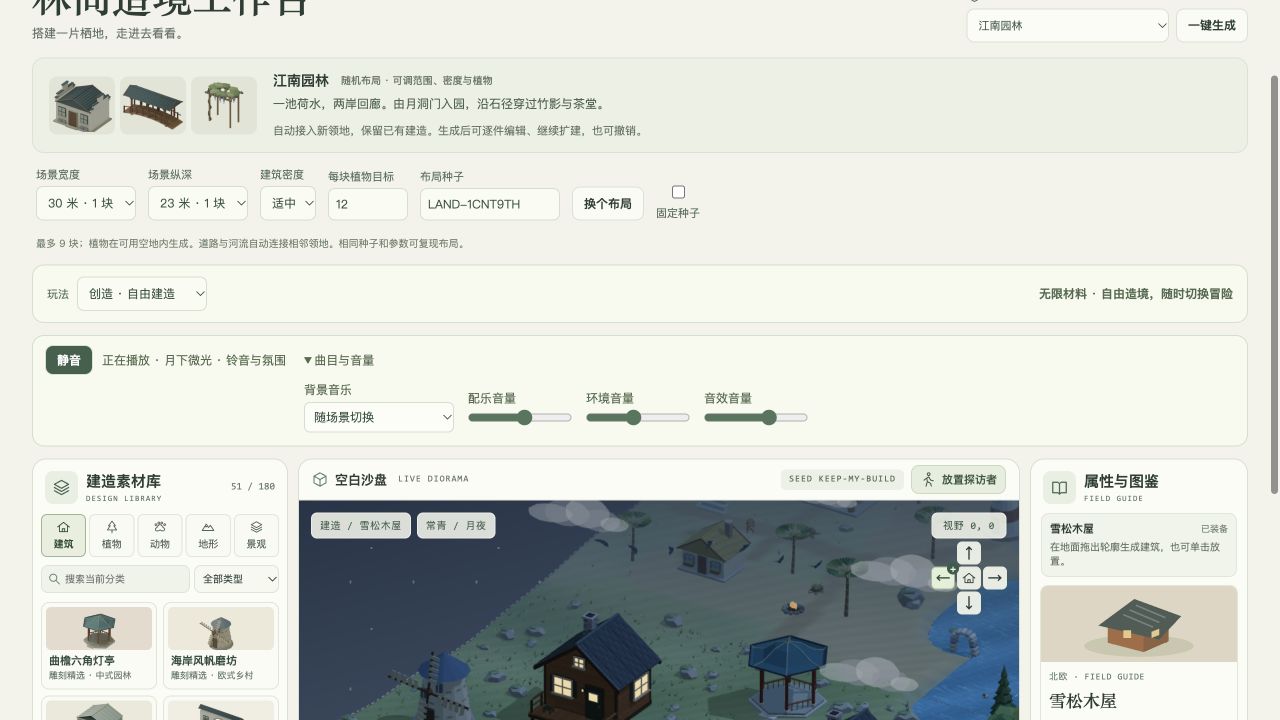 林间造境工作台
搭建一片栖地，走进去看看。
江南园林
一键生成
江南园林 随机布局 · 可调范围、密度与植物
一池荷水，两岸回廊。由月洞门入园，沿石径穿过竹影与茶堂。
自动接入新领地，保留已有建造。生成后可逐件编辑、继续扩建，也可撤销。
场景宽度 场景纵深 建筑密度 每块植物目标 布局种子
30 米 · 1 块 23 米 · 1 块 适中 12 LAND-1CNT9TH 换个布局 固定种子
最多 9 块；植物在可用空地内生成。道路与河流自动连接相邻领地。相同种子和参数可复现布局。
玩法 创造 · 自由建造 无限材料 · 自由造境，随时切换冒险
静音 正在播放 · 月下微光 · 铃音与氛围 ▼曲目与音量
背景音乐 配乐音量 环境音量 音效音量
随场景切换
建造素材库
DESIGN LIBRARY
51 / 180
建筑 植物 动物 地形 景观
搜索当前分类 全部类型
曲檐六角灯亭
雕刻精选 · 中式园林
海岸风帆磨坊
雕刻精选 · 欧式乡村
空白沙盘 LIVE DIORAMA SEED KEEP-MY-BUILD 放置探访者
建造 / 雪松木屋 常青 / 月夜 视野 0, 0
↑
← + →
↓
属性与图鉴
FIELD GUIDE
雪松木屋 已装备
在地面拖出轮廓生成建筑，也可单击放
置。
北欧 · FIELD GUIDE
雪松木屋